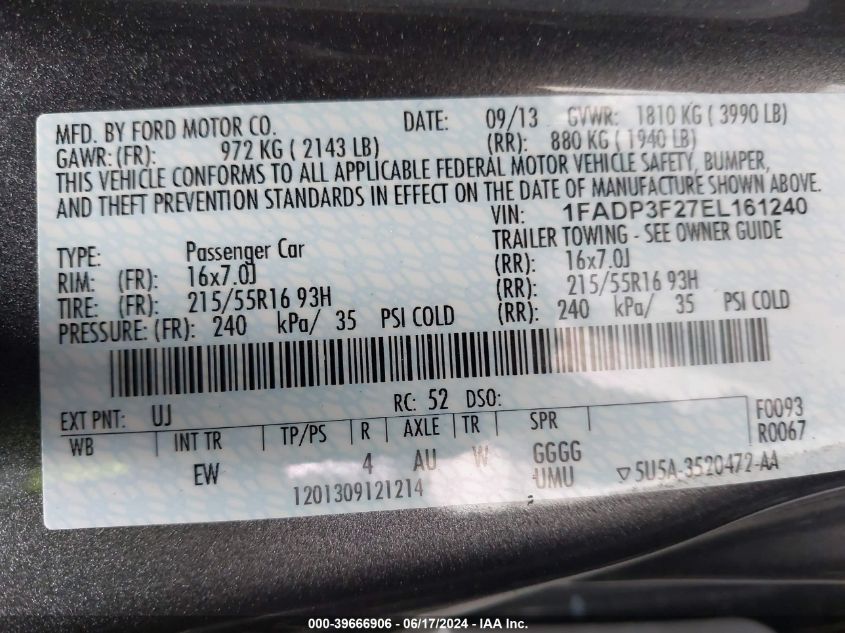 MFD. BY FORD MOTOR CO. DATE: 09/13 GVWR: 1810 KG ( 3990 LB)
GAWR: (FR): 972 KG ( 2143 LB) (RR): 880 KG ( 1940 LB)
THIS VEHICLE CONFORMS TO ALL APPLICABLE FEDERAL MOTOR VEHICLE SAFETY, BUMPER,
AND THEFT PREVENTION STANDARDS IN EFFECT ON THE DATE OF MANUFACTURE SHOWN ABOVE.
VIN: 1FADP3F27EL161240
TYPE: Passenger Car TRAILER TOWING - SEE OWNER GUIDE
RIM: (FR): 16x7.0J (RR): 16x7.0J
TIRE: (FR): 215/55R16 93H (RR): 215/55R16 93H
PRESSURE: (FR): 240 kPa/ 35 PSI COLD (RR): 240 kPa/ 35 PSI COLD
EXT PNT: UJ RC: 52 DSO: F0093
WB INT TR TP/PS R AXLE TR SPR R0067
EW 4 AU W GGGG
1201309121214 UMU ▽5U5A-3520472-AA
000-39666906 - 06/17/2024 - IAA Inc.